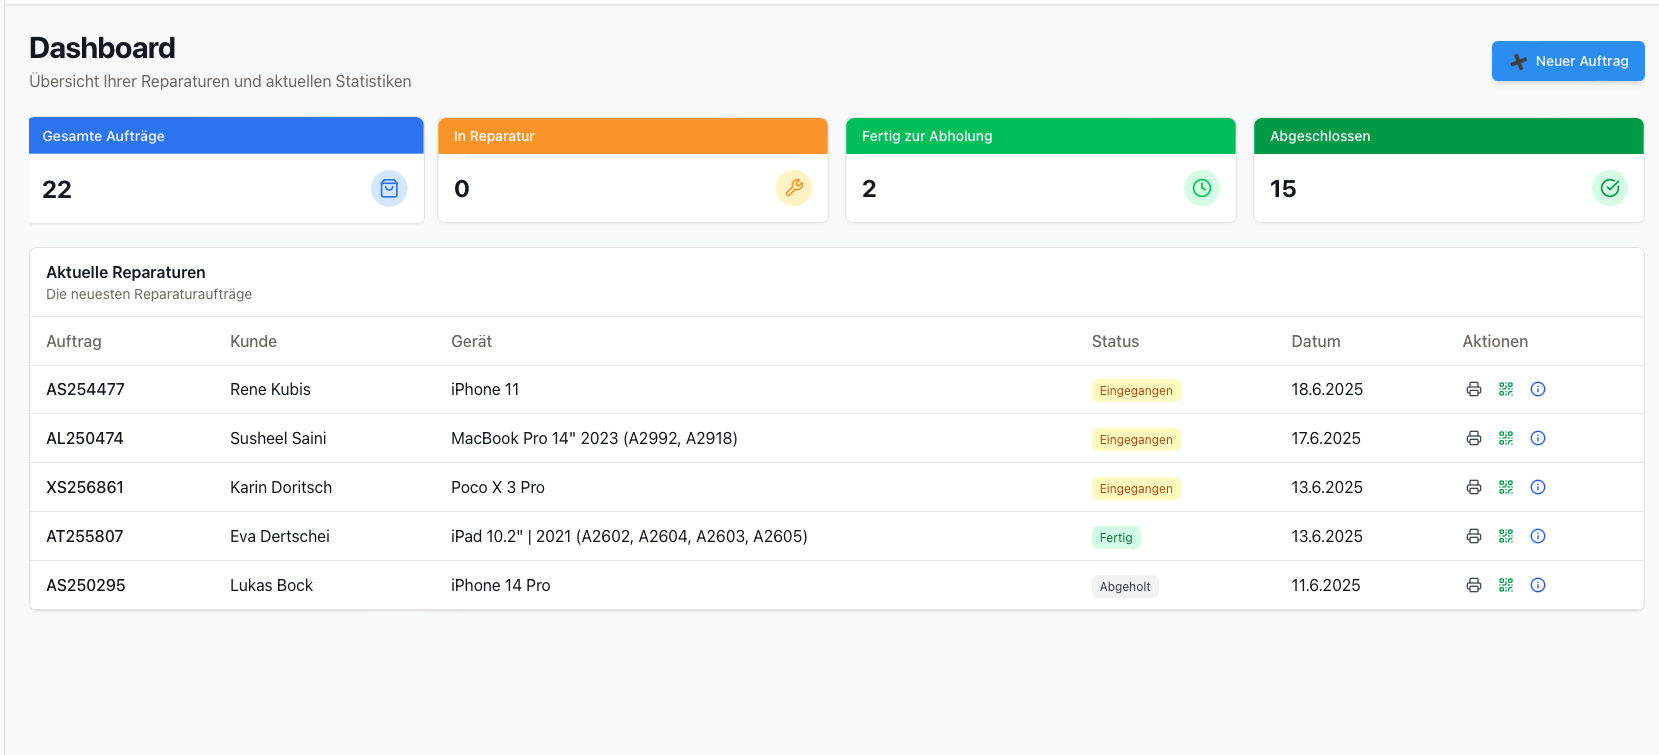 Dashboard
Übersicht Ihrer Reparaturen und aktuellen Statistiken
Neuer Auftrag
Gesamte Aufträge
22
In Reparatur
0
Fertig zur Abholung
2
Abgeschlossen
15
Aktuelle Reparaturen
Die neuesten Reparaturaufträge
Auftrag Kunde Gerät Status Datum Aktionen
AS254477 Rene Kubis iPhone 11 Eingegangen 18.6.2025
AL250474 Susheel Saini MacBook Pro 14" 2023 (A2992, A2918) Eingegangen 17.6.2025
XS256861 Karin Doritsch Poco X 3 Pro Eingegangen 13.6.2025
AT255807 Eva Dertschei iPad 10.2" | 2021 (A2602, A2604, A2603, A2605) Fertig 13.6.2025
AS250295 Lukas Bock iPhone 14 Pro Abgeholt 11.6.2025